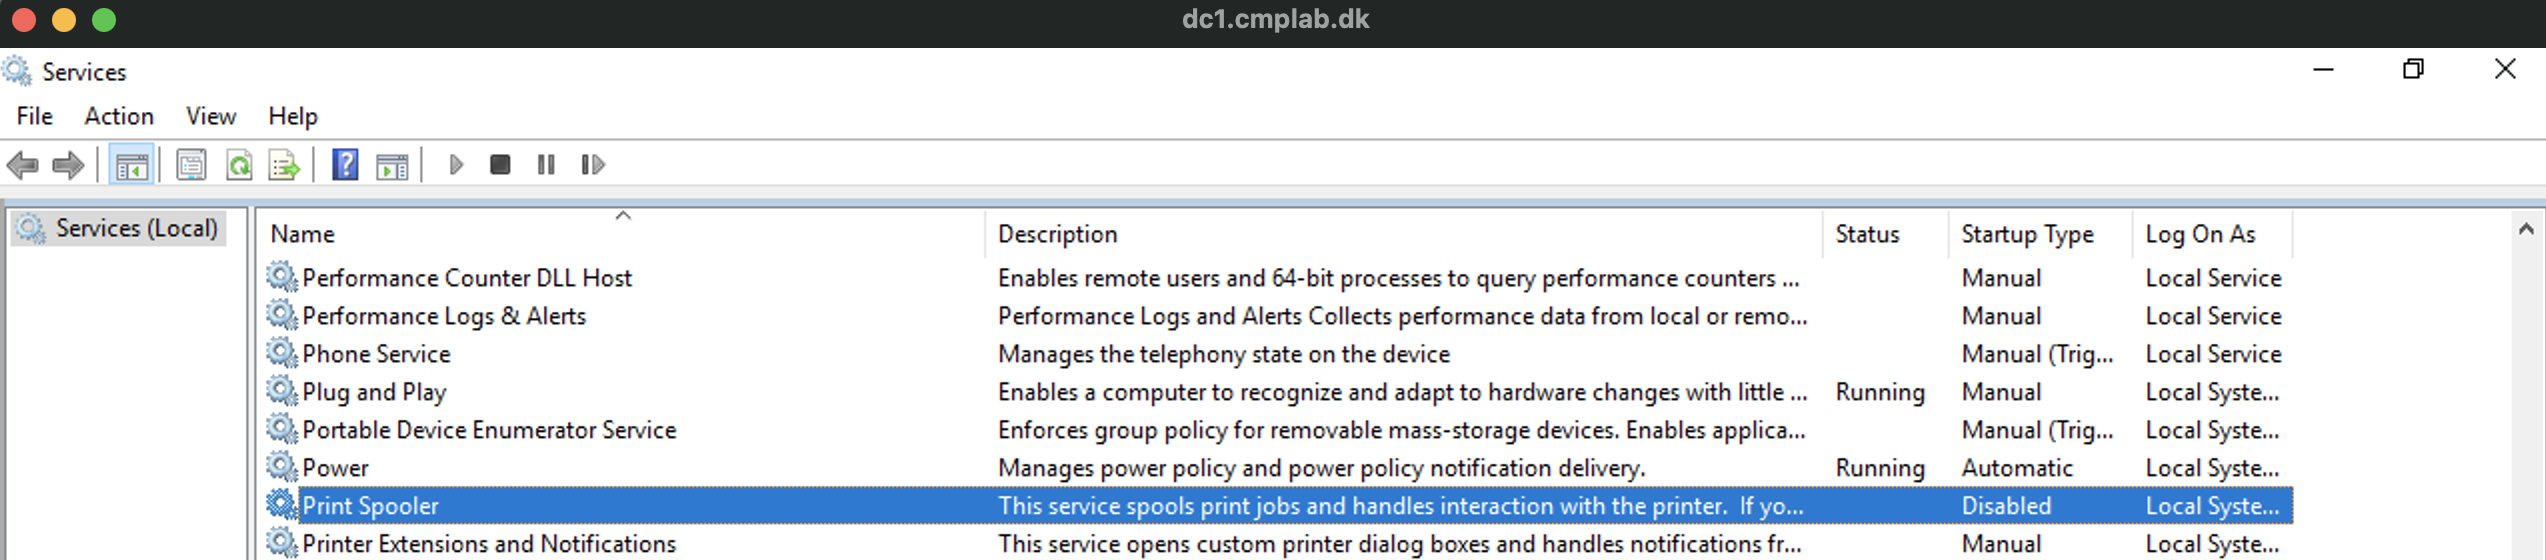 dc1.cmplab.dk
Services
File Action View Help
Services (Local)
Name Description Status Startup Type Log On As
Performance Counter DLL Host Enables remote users and 64-bit processes to query performance counters ... Manual Local Service
Performance Logs & Alerts Performance Logs and Alerts Collects performance data from local or remo... Manual Local Service
Phone Service Manages the telephony state on the device Manual (Trig... Local Service
Plug and Play Enables a computer to recognize and adapt to hardware changes with little ... Running Manual Local Syste...
Portable Device Enumerator Service Enforces group policy for removable mass-storage devices. Enables applica... Manual (Trig... Local Syste...
Power Manages power policy and power policy notification delivery. Running Automatic Local Syste...
Print Spooler This service spools print jobs and handles interaction with the printer.  If yo... Disabled Local Syste...
Printer Extensions and Notifications This service opens custom printer dialog boxes and handles notifications fr... Manual Local Syste...